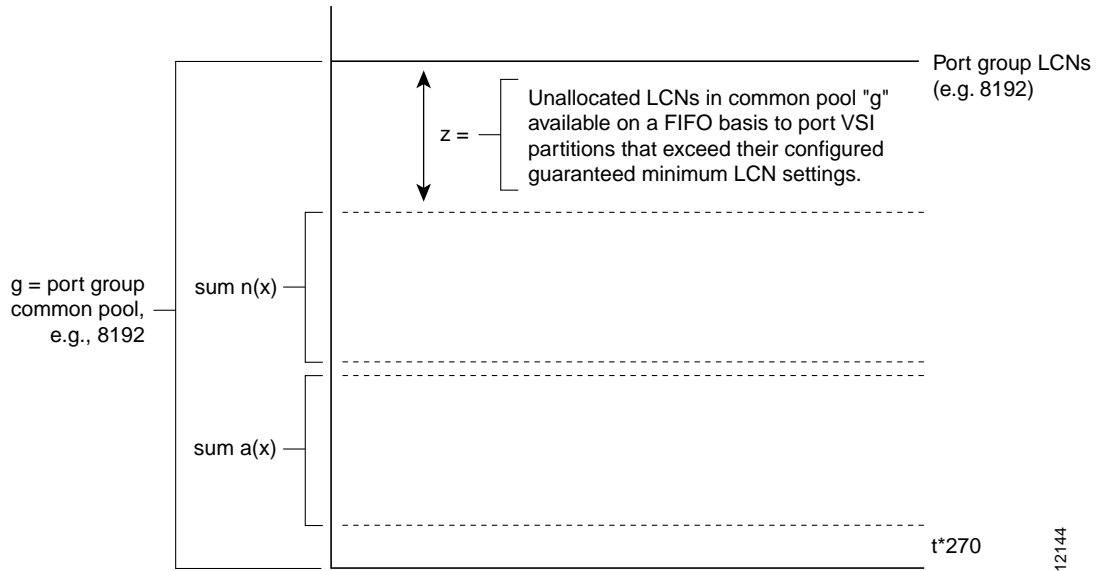 Port group LCNs
(e.g. 8192)
z =
Unallocated LCNs in common pool "g"
available on a FIFO basis to port VSI
partitions that exceed their configured
guaranteed minimum LCN settings.
g = port group
common pool,
e.g., 8192
sum n(x)
sum a(x)
t*270
12144